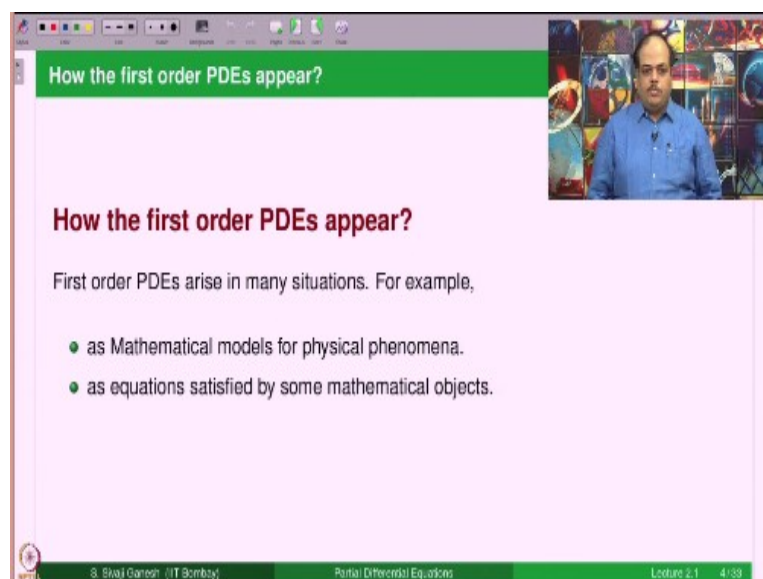 How the first order PDEs appear?
How the first order PDEs appear?
First order PDEs arise in many situations. For example,
as Mathematical models for physical phenomena.
as equations satisfied by some mathematical objects.
S. Sivaji Ganesh (IIT Bombay)
Partial Differential Equations
Lecture 2.1
4/33